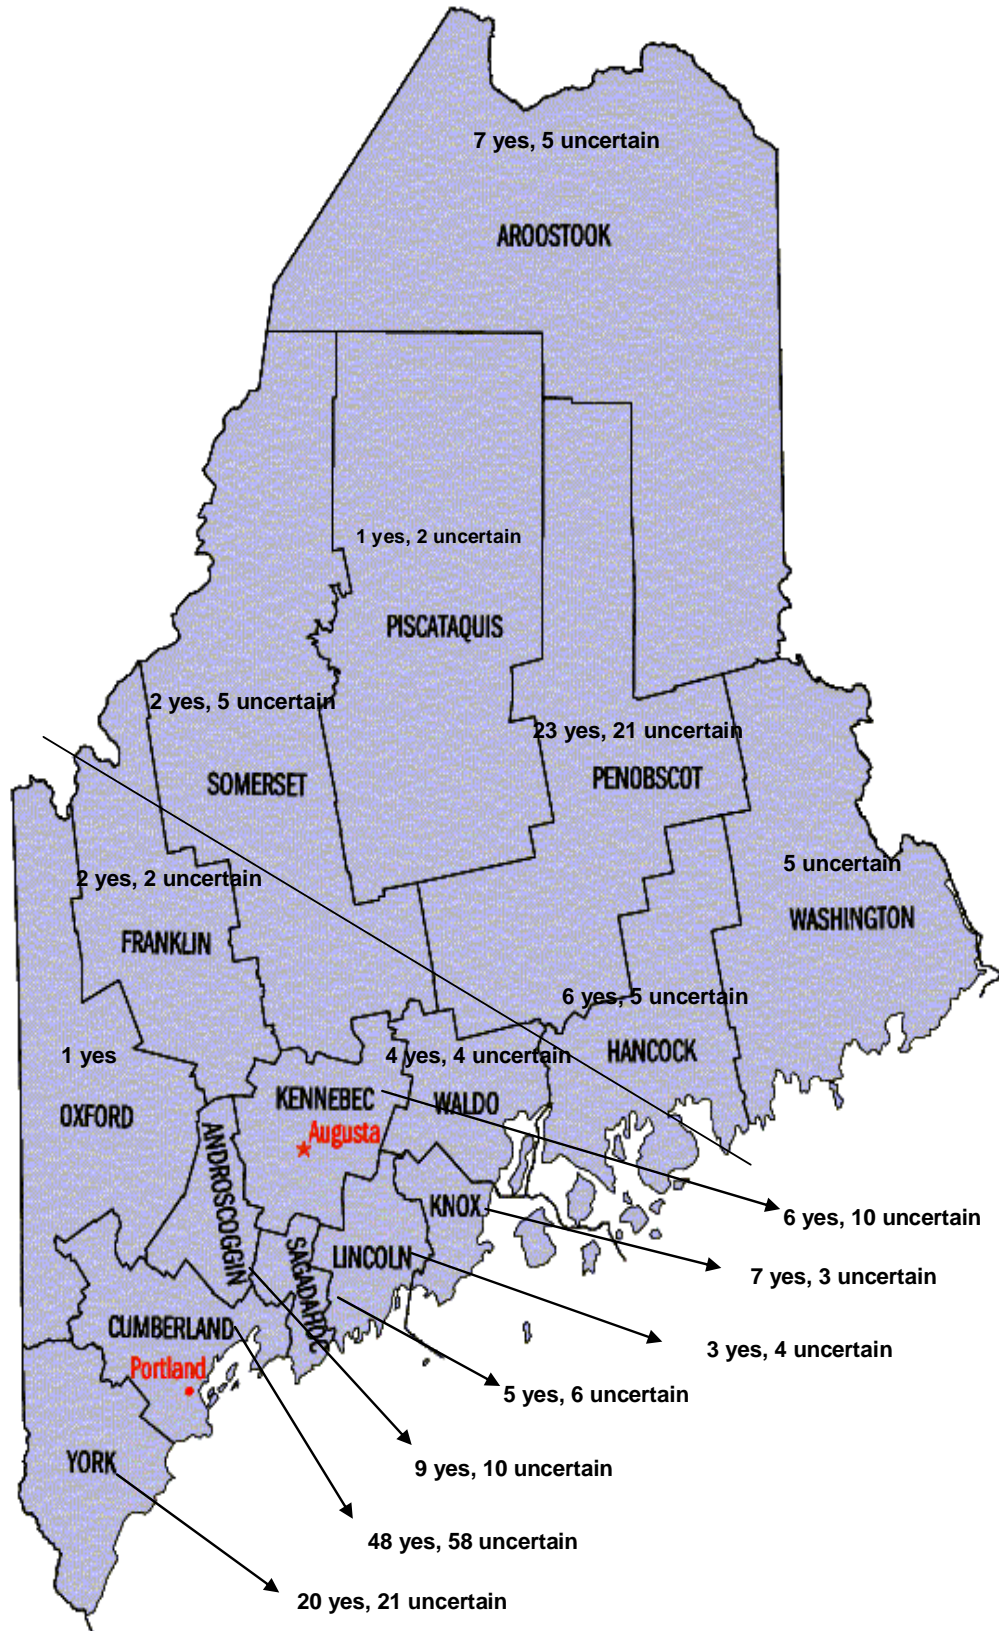 7 yes, 5 uncertain
AROOSTOOK
1 yes, 2 uncertain
PISCATAQUIS
2 yes, 5 uncertain
SOMERSET
23 yes, 21 uncertain
PENOBSCOT
2 yes, 2 uncertain
FRANKLIN
5 uncertain
WASHINGTON
6 yes, 5 uncertain
HANCOCK
1 yes
OXFORD
4 yes, 4 uncertain
WALDO
KENNEBEC
Augusta
ANDROSCOGGIN
KNOX
6 yes, 10 uncertain
SAGADAHOC
LINCOLN
7 yes, 3 uncertain
CUMBERLAND
3 yes, 4 uncertain
Portland
5 yes, 6 uncertain
YORK
9 yes, 10 uncertain
48 yes, 58 uncertain
20 yes, 21 uncertain